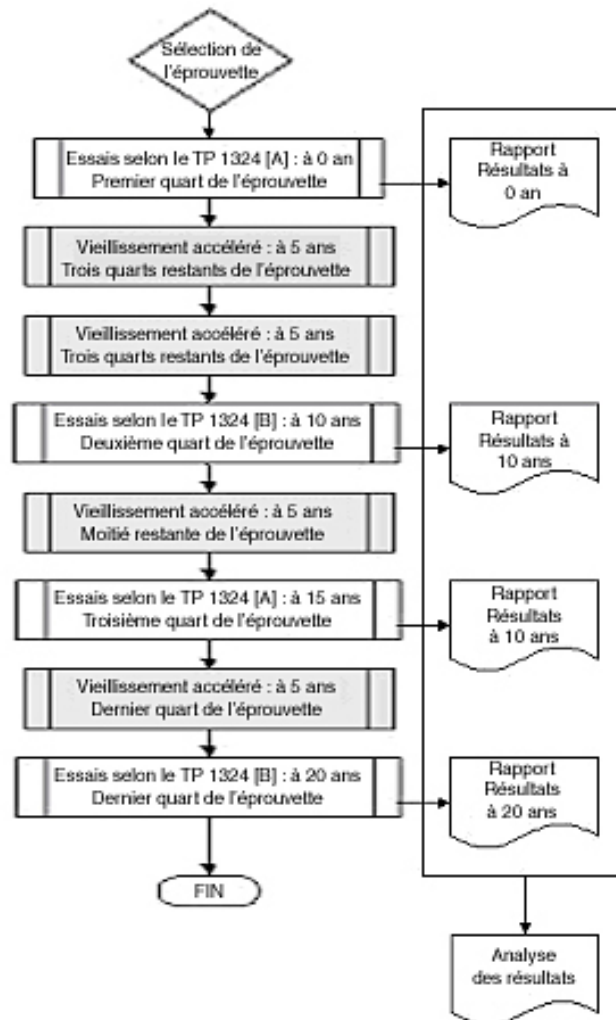 Sélection de
l'éprouvette
Essais selon le TP 1324 [A] : à 0 an
Premier quart de l'éprouvette
Rapport
Résultats à
0 an
Vieillissement accéléré : à 5 ans
Trois quarts restants de l'éprouvette
Vieillissement accéléré : à 5 ans
Trois quarts restants de l'éprouvette
Essais selon le TP 1324 [B] : à 10 ans
Deuxième quart de l'éprouvette
Rapport
Résultats à
10 ans
Vieillissement accéléré : à 5 ans
Moitié restante de l'éprouvette
Essais selon le TP 1324 [A] : à 15 ans
Troisième quart de l'éprouvette
Rapport
Résultats
à 10 ans
Vieillissement accéléré : à 5 ans
Dernier quart de l'éprouvette
Essais selon le TP 1324 [B] : à 20 ans
Dernier quart de l'éprouvette
Rapport
Résultats
à 20 ans
FIN
Analyse
des résultats